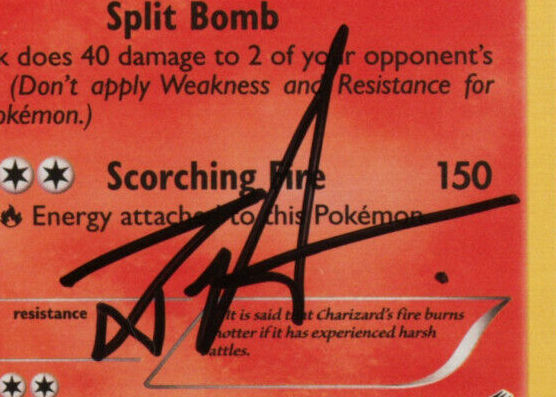 Split Bomb
does 40 damage to 2 of your opponent's
(Don't apply Weakness and Resistance for
Pokémon.)
Scorching Fire 150
Energy attached to this Pokémon
resistance
It is said that Charizard's fire burns
hotter if it has experienced harsh
battles.